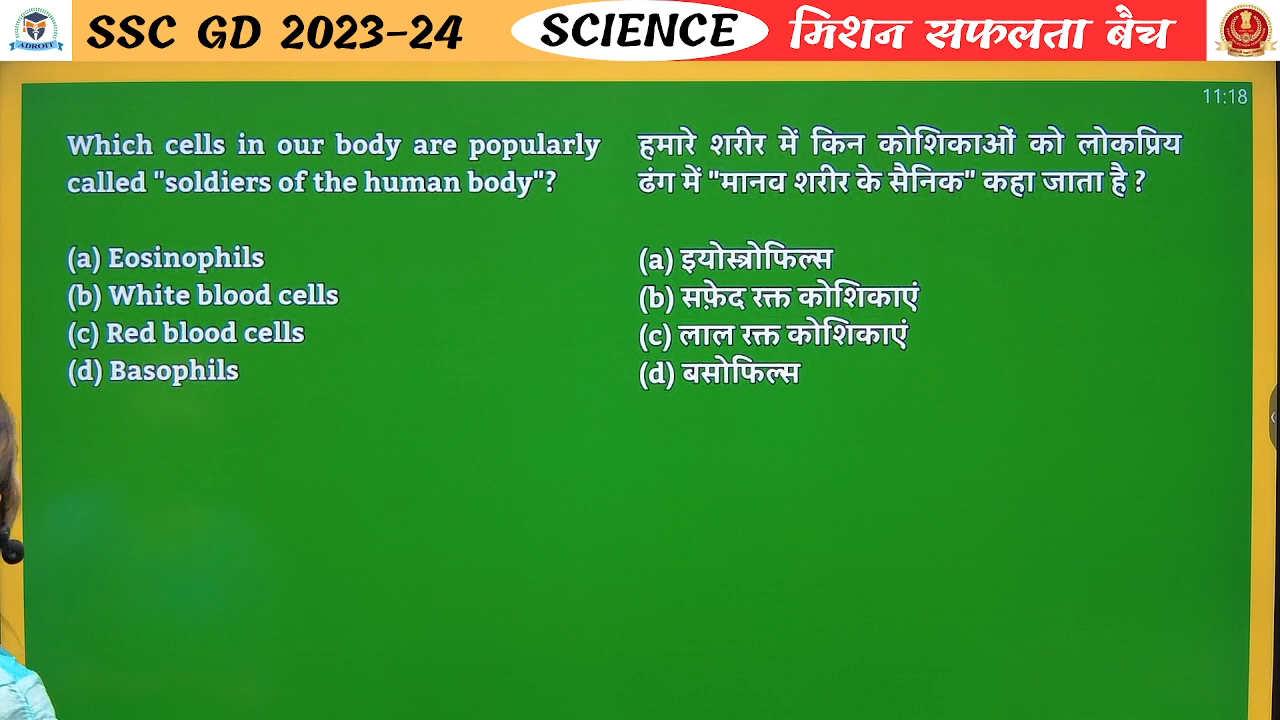 SSC GD 2023-24
SCIENCE
मिशन सफलता बैच
ADROIT
11:18
Which cells in our body are popularly
called "soldiers of the human body"?
(a) Eosinophils
(b) White blood cells
(c) Red blood cells
(d) Basophils
हमारे शरीर में किन कोशिकाओं को लोकप्रिय
ढंग में "मानव शरीर के सैनिक" कहा जाता है ?
(a) इयोस्त्रोफिल्स
(b) सफ़ेद रक्त कोशिकाएं
(c) लाल रक्त कोशिकाएं
(d) बसोफिल्स